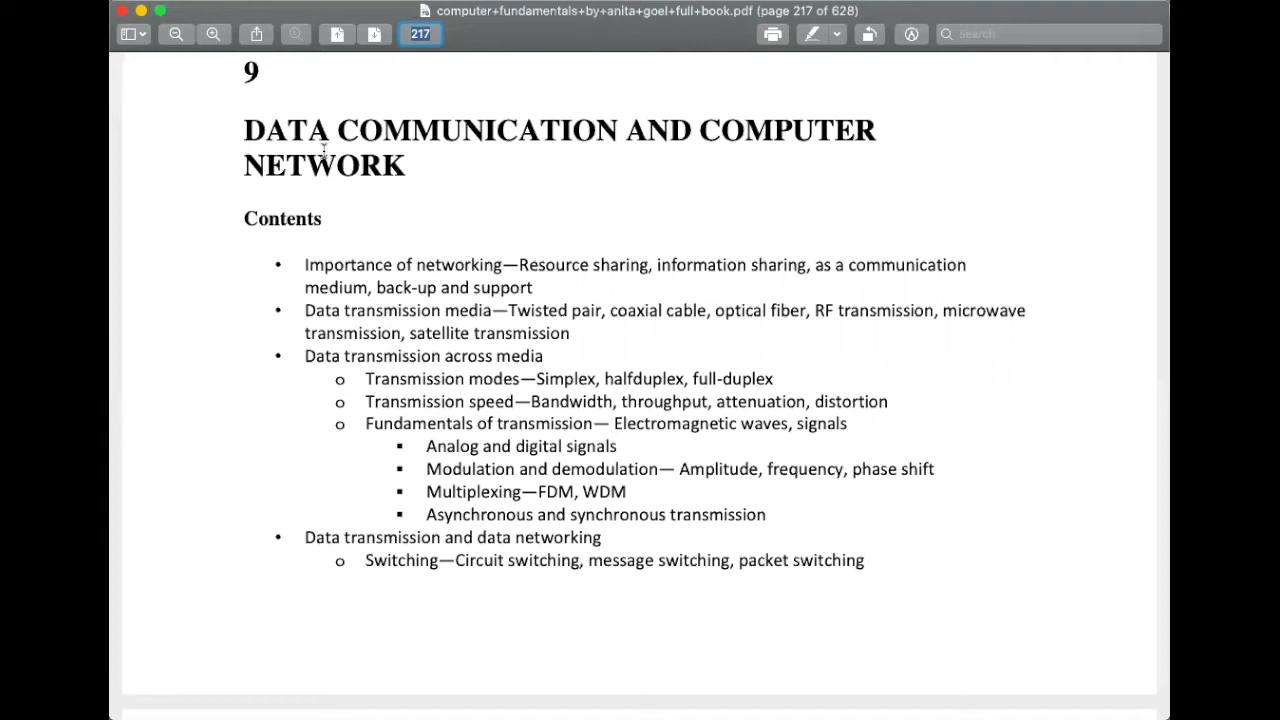 computer+fundamentals+by+anita+goel+full+book.pdf (page 217 of 628)
217
Search
9
DATA COMMUNICATION AND COMPUTER
NETWORK
Contents
• Importance of networking—Resource sharing, information sharing, as a communication
medium, back-up and support
• Data transmission media—Twisted pair, coaxial cable, optical fiber, RF transmission, microwave
transmission, satellite transmission
• Data transmission across media
o Transmission modes—Simplex, halfduplex, full-duplex
o Transmission speed—Bandwidth, throughput, attenuation, distortion
o Fundamentals of transmission— Electromagnetic waves, signals
▪ Analog and digital signals
▪ Modulation and demodulation— Amplitude, frequency, phase shift
▪ Multiplexing—FDM, WDM
▪ Asynchronous and synchronous transmission
• Data transmission and data networking
o Switching—Circuit switching, message switching, packet switching